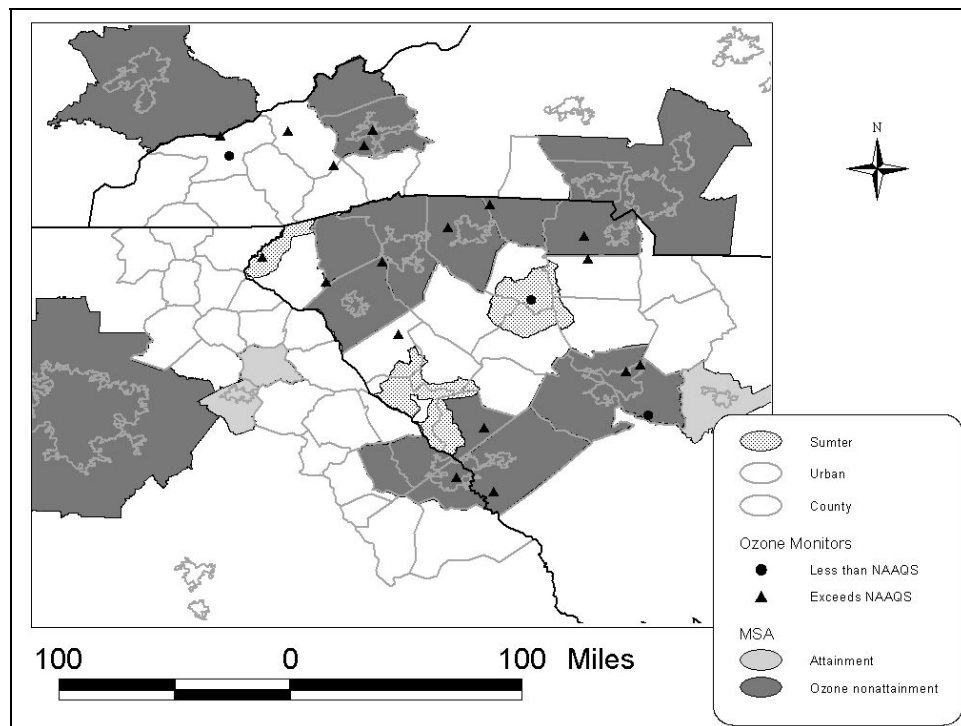 N
Sumter
Urban
County
Ozone Monitors
Less than NAAQS
Exceeds NAAQS
MSA
Attainment
Ozone nonattainment
100 0 100 Miles